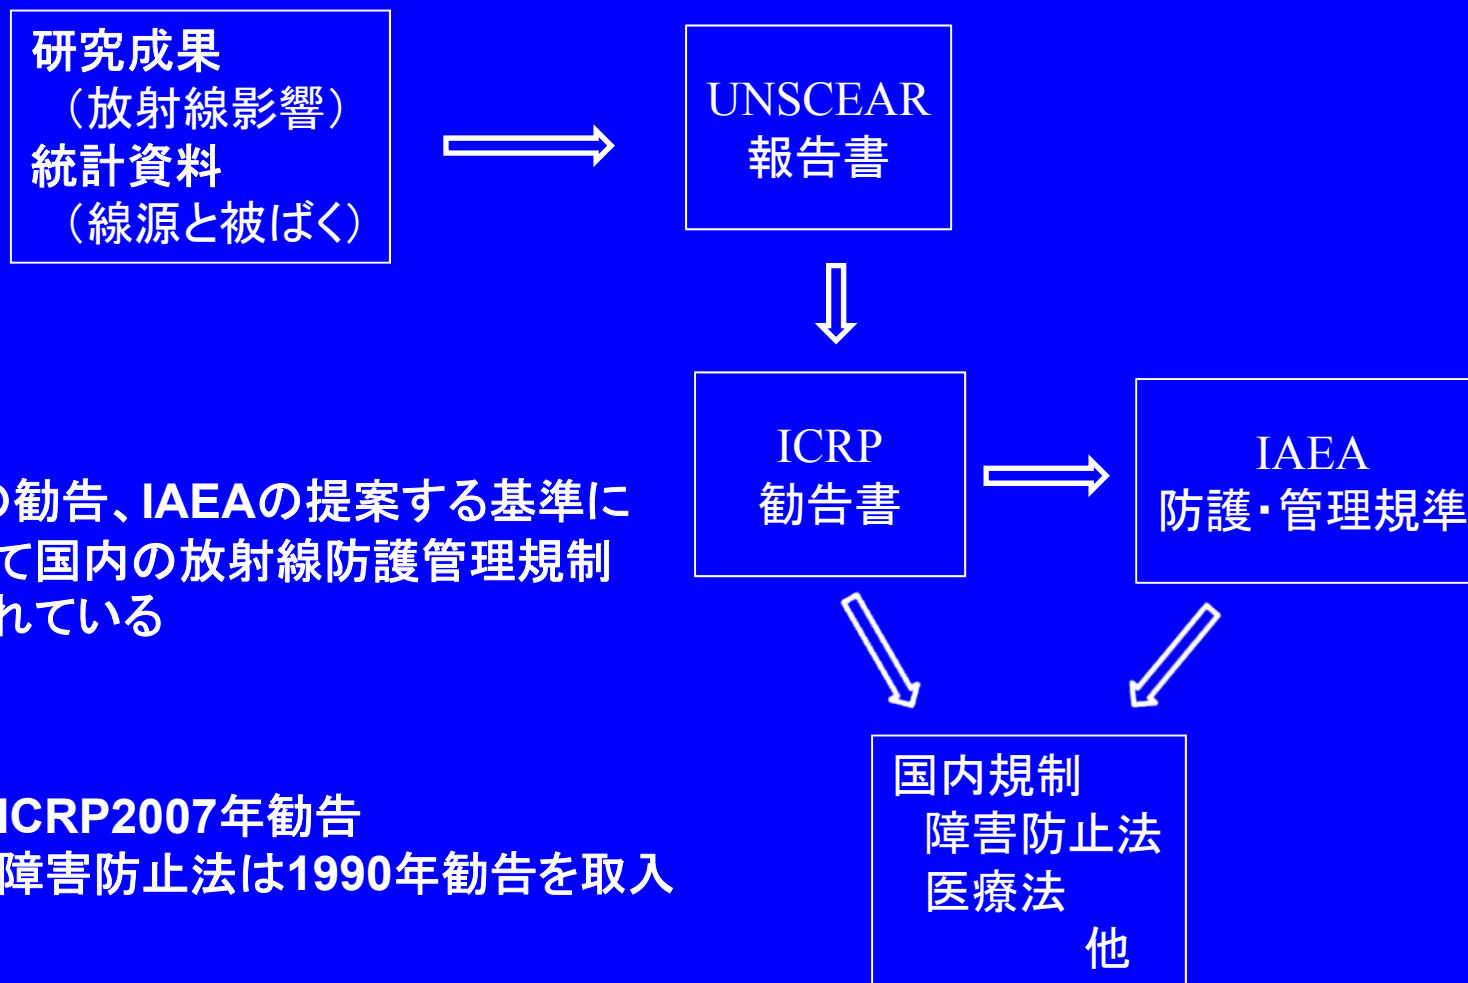 研究成果
（放射線影響）
統計資料
（線源と被ばく）
UNSCEAR
報告書
ICRP
勧告書
IAEA
防護・管理規準
の勧告、IAEAの提案する基準に
て国内の放射線防護管理規制
れている
ICRP2007年勧告
障害防止法は1990年勧告を取入
国内規制
障害防止法
医療法
他